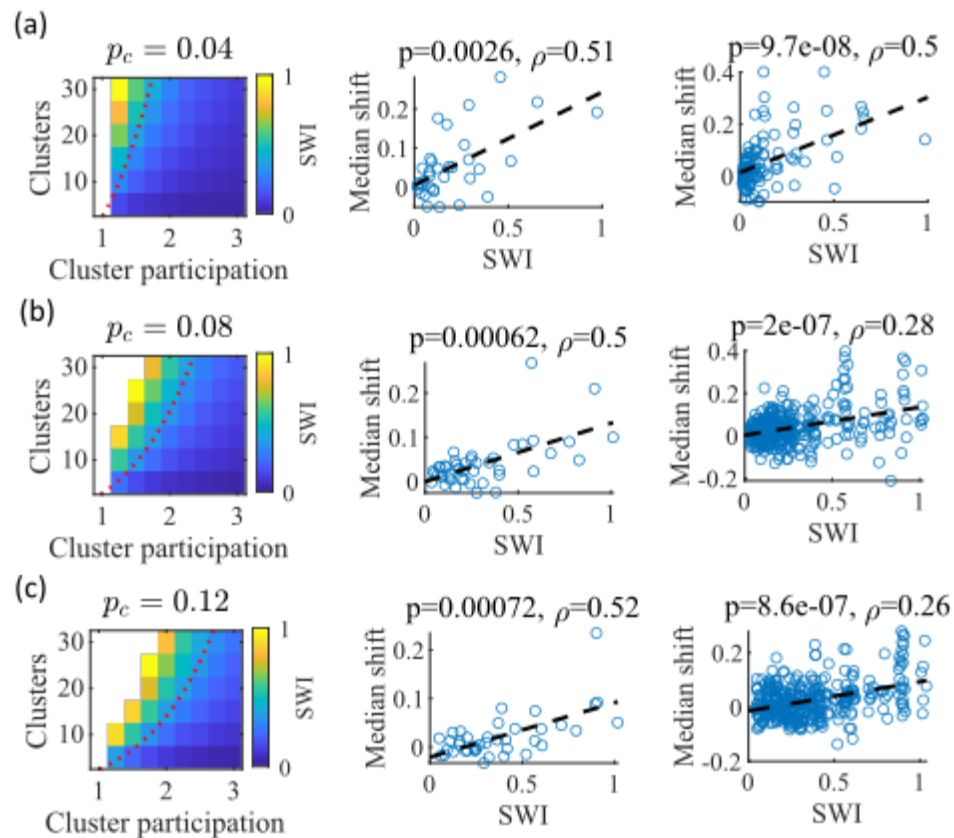 (a)
p_c = 0.04
Clusters
30
20
10
1 2 3
Cluster participation
1
0
SWI
p=0.0026, ρ=0.51
Median shift
0.2
0.1
0
0 0.5 1
SWI
p=9.7e-08, ρ=0.5
Median shift
0.4
0.2
0
0 0.5 1
SWI
(b)
p_c = 0.08
Clusters
30
20
10
1 2 3
Cluster participation
1
0
SWI
p=0.00062, ρ=0.5
Median shift
0.2
0.1
0
0 0.5 1
SWI
p=2e-07, ρ=0.28
Median shift
0.4
0.2
0
-0.2
0 0.5 1
SWI
(c)
p_c = 0.12
Clusters
30
20
10
1 2 3
Cluster participation
1
0
SWI
p=0.00072, ρ=0.52
Median shift
0.2
0.1
0
0 0.5 1
SWI
p=8.6e-07, ρ=0.26
Median shift
0.2
0
-0.2
0 0.5 1
SWI